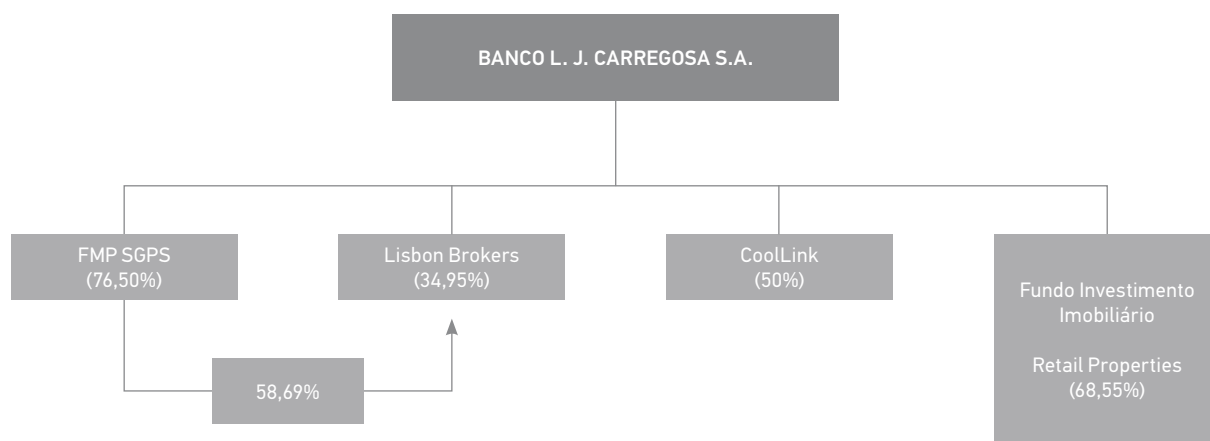 BANCO L. J. CARREGOSA S.A.
FMP SGPS
(76,50%)
Lisbon Brokers
(34,95%)
CoolLink
(50%)
Fundo Investimento
Imobiliário
Retail Properties
(68,55%)
58,69%